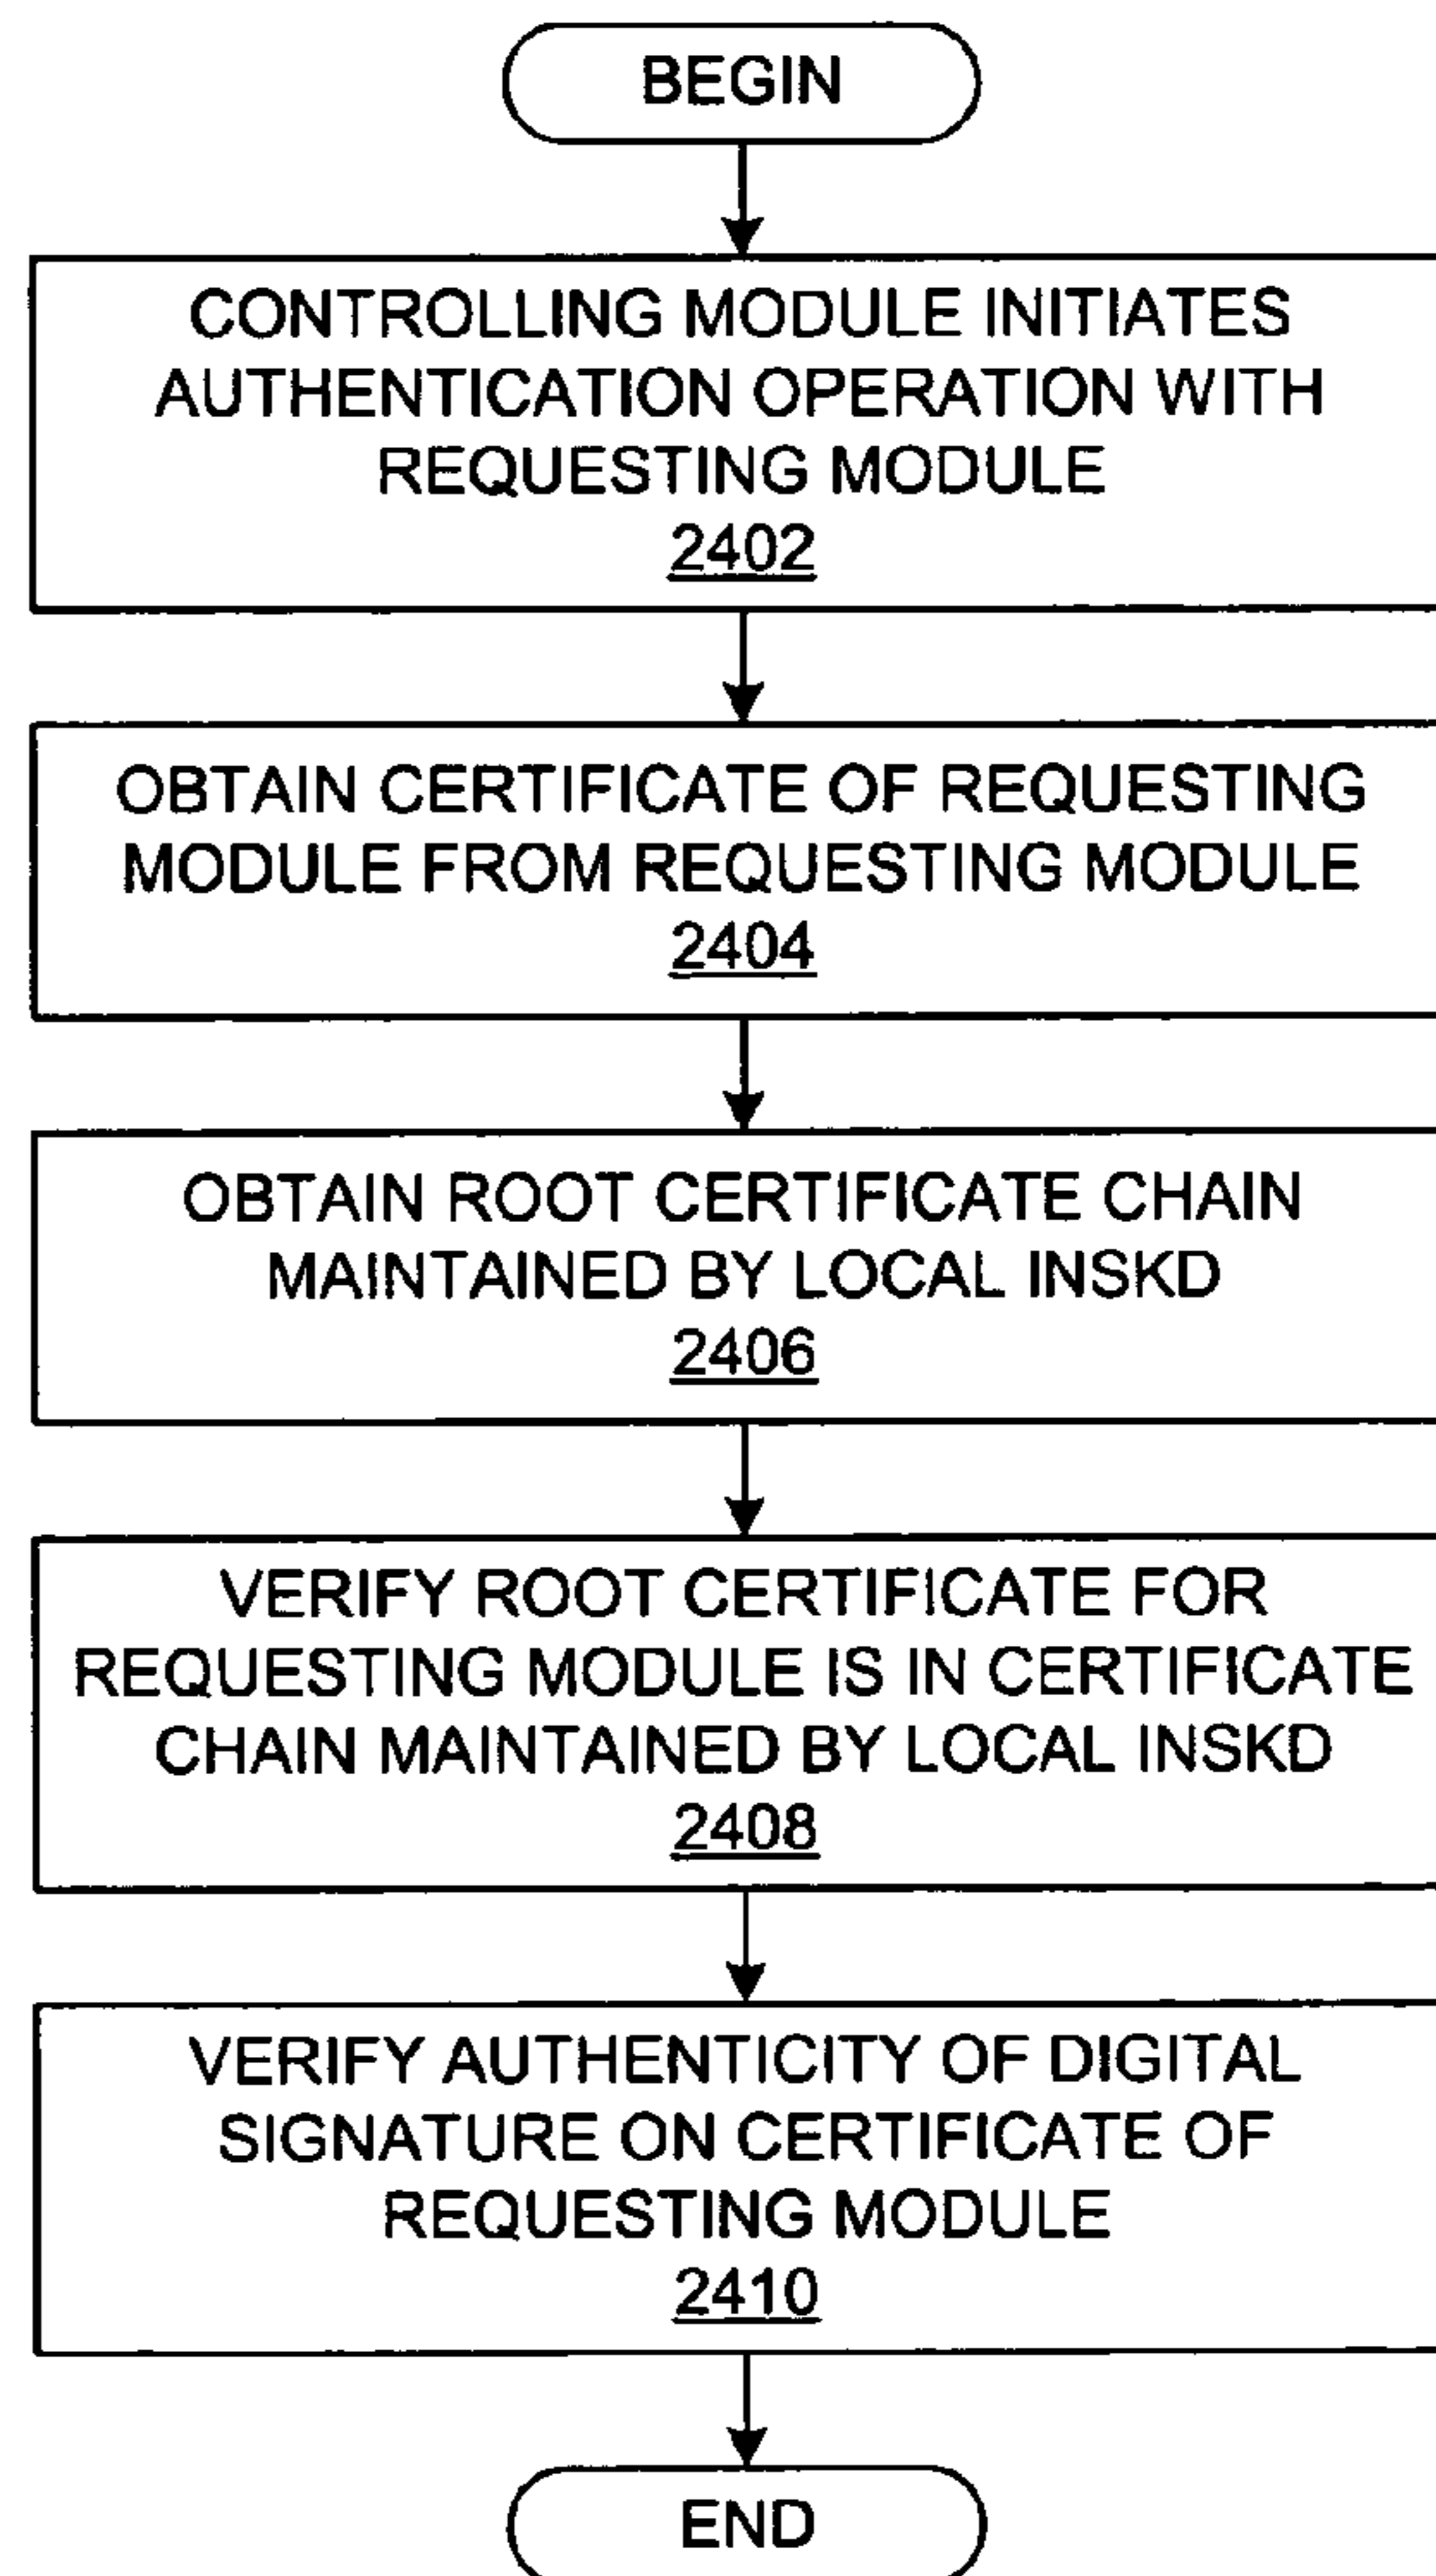 BEGIN
CONTROLLING MODULE INITIATES
AUTHENTICATION OPERATION WITH
REQUESTING MODULE
2402
OBTAIN CERTIFICATE OF REQUESTING
MODULE FROM REQUESTING MODULE
2404
OBTAIN ROOT CERTIFICATE CHAIN
MAINTAINED BY LOCAL INSKD
2406
VERIFY ROOT CERTIFICATE FOR
REQUESTING MODULE IS IN CERTIFICATE
CHAIN MAINTAINED BY LOCAL INSKD
2408
VERIFY AUTHENTICITY OF DIGITAL
SIGNATURE ON CERTIFICATE OF
REQUESTING MODULE
2410
END